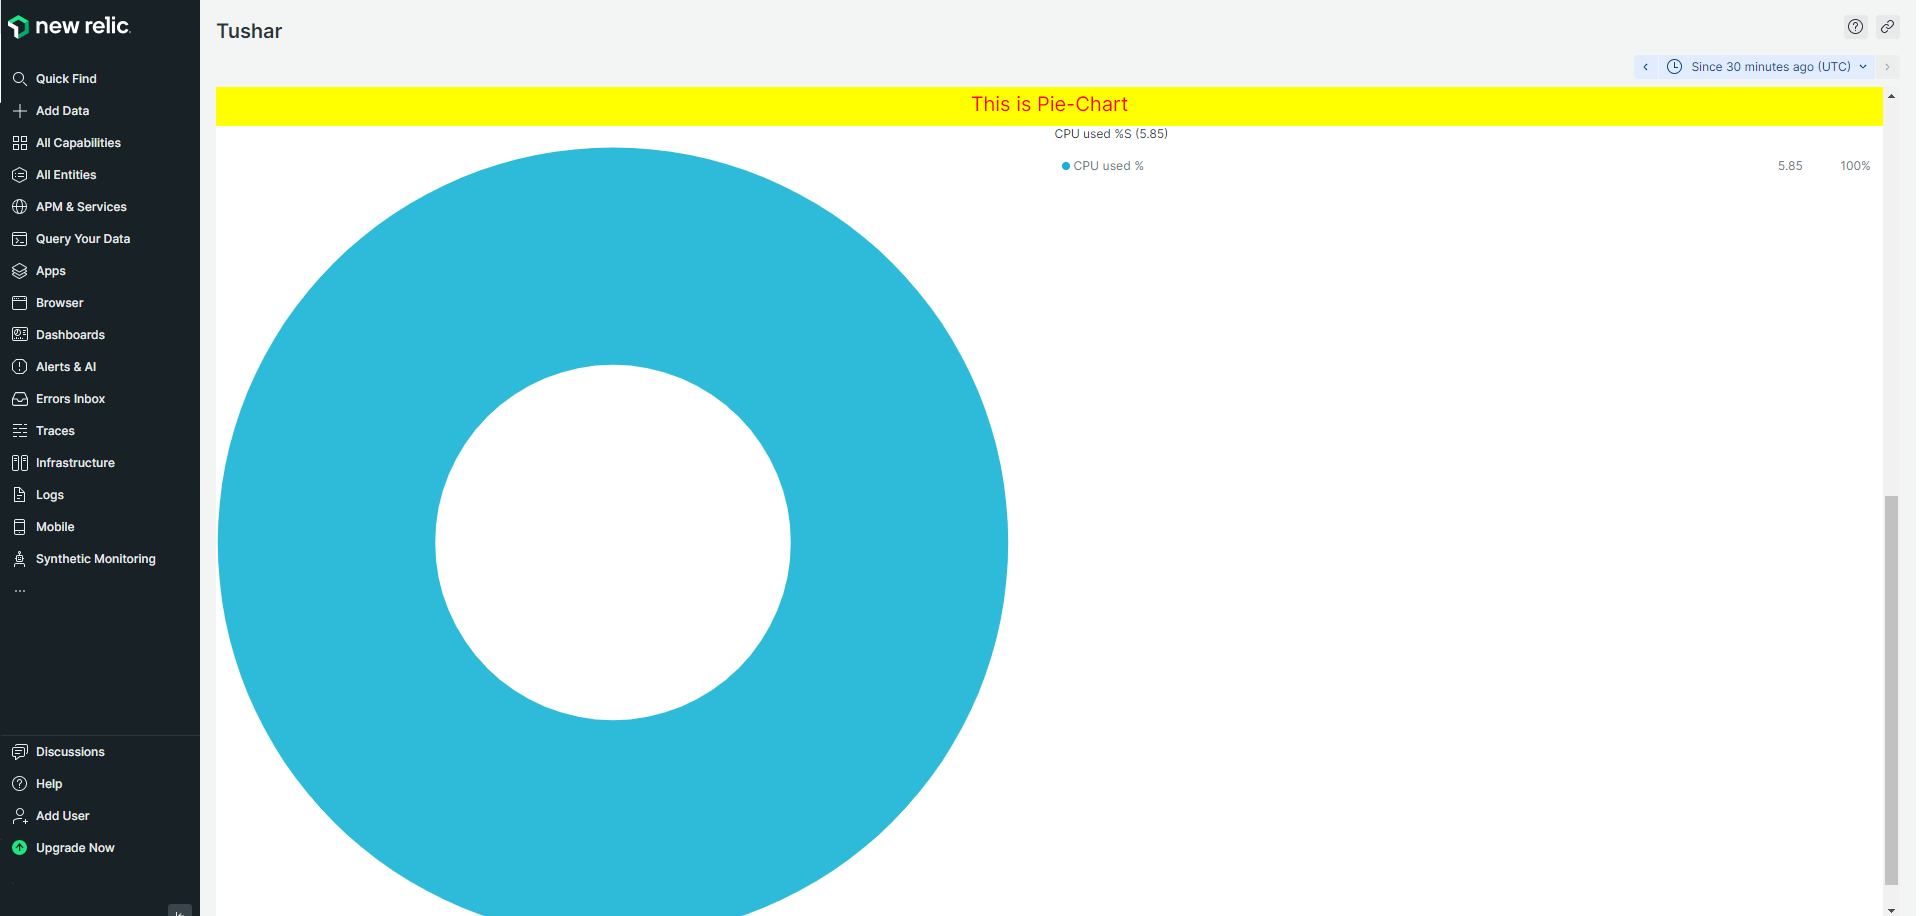 new relic
Quick Find
Add Data
All Capabilities
All Entities
APM & Services
Query Your Data
Apps
Browser
Dashboards
Alerts & AI
Errors Inbox
Traces
Infrastructure
Logs
Mobile
Synthetic Monitoring
...
Discussions
Help
Add User
Upgrade Now
Tushar
Since 30 minutes ago (UTC)
This is Pie-Chart
CPU used %S (5.85)
CPU used % 5.85 100%